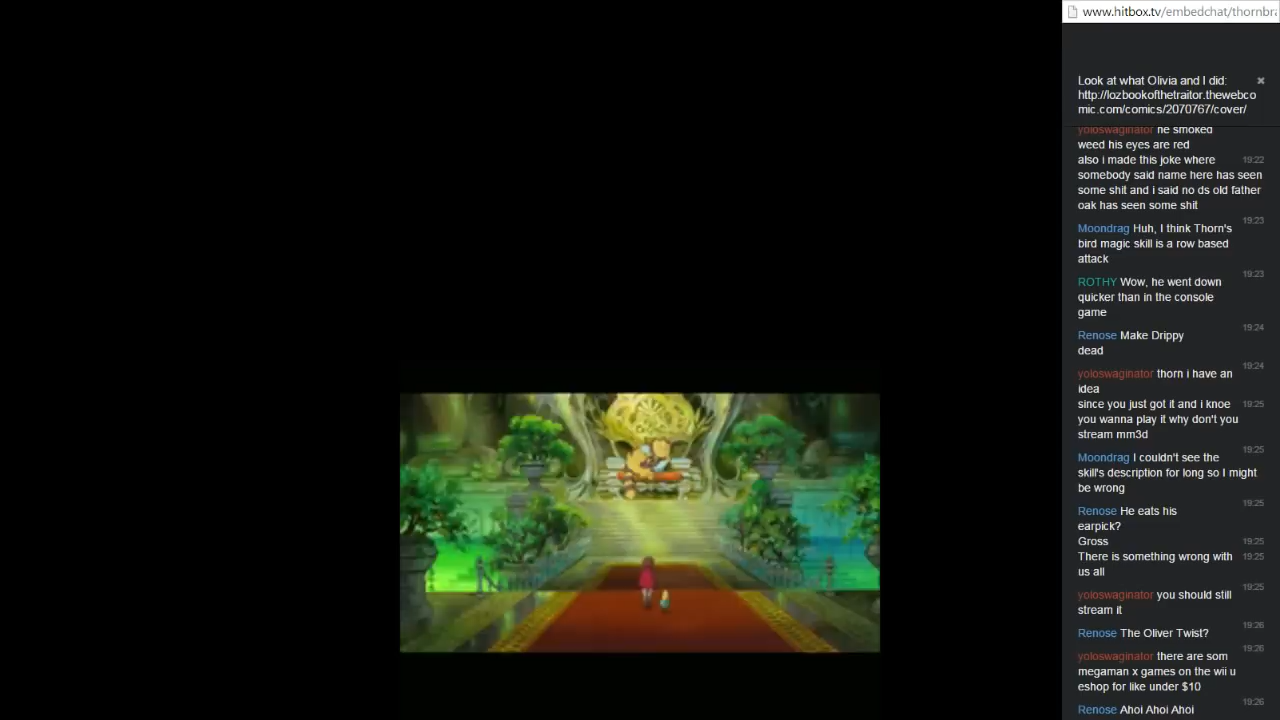 www.hitbox.tv/embedchat/thornbra
Look at what Olivia and I did:
http://lozbookofthetraitor.thewebco
mic.com/comics/2070767/cover/
yoloswaginator he smoked
weed his eyes are red
also i made this joke where 19:22
somebody said name here has seen
some shit and i said no ds old father
oak has seen some shit
19:23
Moondrag Huh, I think Thorn's
bird magic skill is a row based
attack
19:23
ROTHY Wow, he went down
quicker than in the console
game
19:24
Renose Make Drippy
dead
19:24
yoloswaginator thorn i have an
idea
since you just got it and i knoe 19:25
you wanna play it why don't you
stream mm3d
19:25
Moondrag I couldn't see the
skill's description for long so I might
be wrong
19:25
Renose He eats his
earpick?
Gross 19:25
There is something wrong with 19:25
us all
19:25
yoloswaginator you should still
stream it
19:26
Renose The Oliver Twist?
19:26
yoloswaginator there are som
megaman x games on the wii u
eshop for like under $10
19:26
Renose Ahoi Ahoi Ahoi